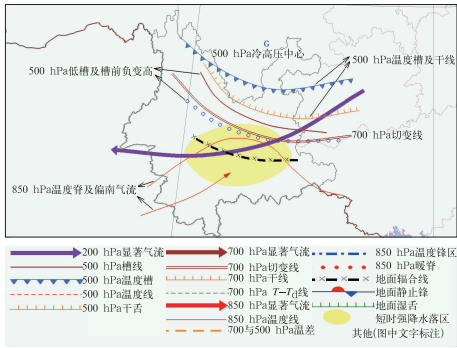 G
500 hPa冷高压中心
500 hPa低槽及槽前负变高
500 hPa温度槽及干线
700 hPa切变线
850 hPa温度脊及偏南气流
200 hPa显著气流
500 hPa槽线
500 hPa温度槽
500 hPa温度线
500 hPa干舌
700 hPa显著气流
700 hPa切变线
700 hPa干线
700 hPa T-Td线
850 hPa显著气流
850 hPa温度线
700与500 hPa温差
850 hPa温度锋区
850 hPa暖脊
地面辐合线
地面静止锋
地面湿舌
短时强降水落区
其他(图中文字标注)